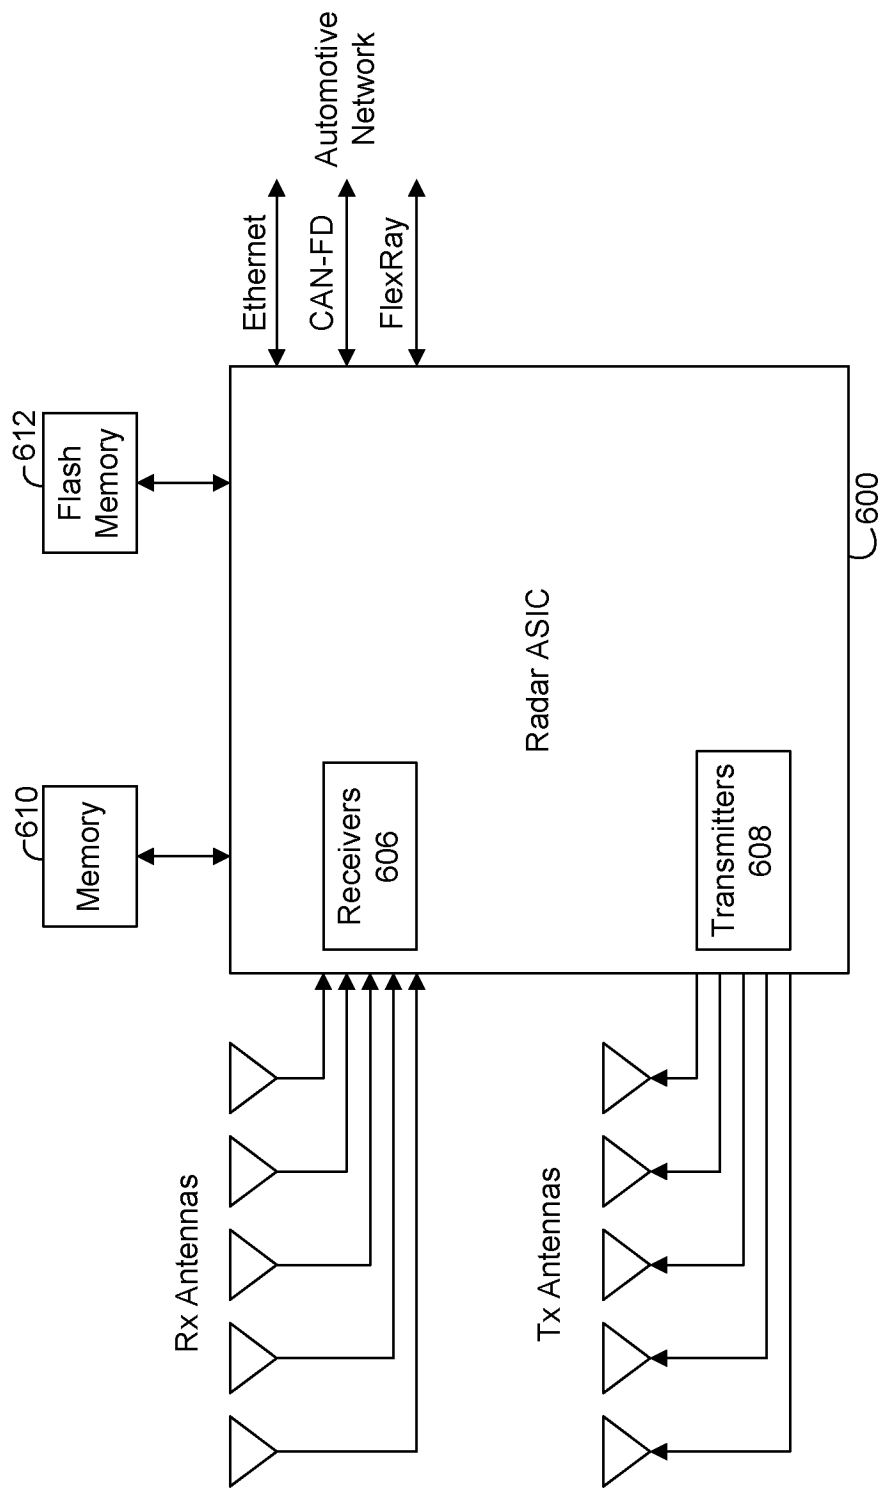 610
Memory
612
Flash
Memory
Rx Antennas
Receivers
606
Ethernet
CAN-FD
FlexRay
Automotive
Network
Radar ASIC
Tx Antennas
Transmitters
608
600